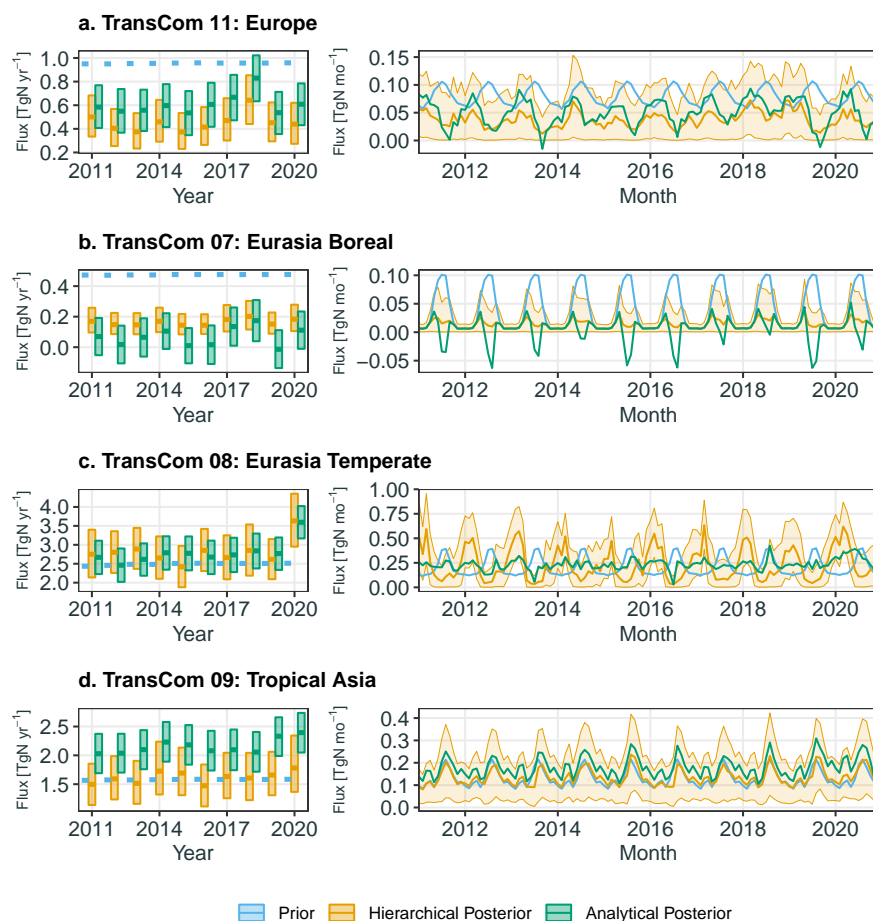 a. TransCom 11: Europe
Flux [TgN yr⁻¹]
1.0
0.8
0.6
0.4
0.2
2011 2014 2017 2020
Year
Flux [TgN mo⁻¹]
0.15
0.10
0.05
0.00
2012 2014 2016 2018 2020
Month
b. TransCom 07: Eurasia Boreal
Flux [TgN yr⁻¹]
0.4
0.2
0.0
2011 2014 2017 2020
Year
Flux [TgN mo⁻¹]
0.10
0.05
0.00
−0.05
2012 2014 2016 2018 2020
Month
c. TransCom 08: Eurasia Temperate
Flux [TgN yr⁻¹]
4.0
3.5
3.0
2.5
2.0
2011 2014 2017 2020
Year
Flux [TgN mo⁻¹]
1.00
0.75
0.50
0.25
0.00
2012 2014 2016 2018 2020
Month
d. TransCom 09: Tropical Asia
Flux [TgN yr⁻¹]
2.5
2.0
1.5
2011 2014 2017 2020
Year
Flux [TgN mo⁻¹]
0.4
0.3
0.2
0.1
0.0
2012 2014 2016 2018 2020
Month
Prior Hierarchical Posterior Analytical Posterior